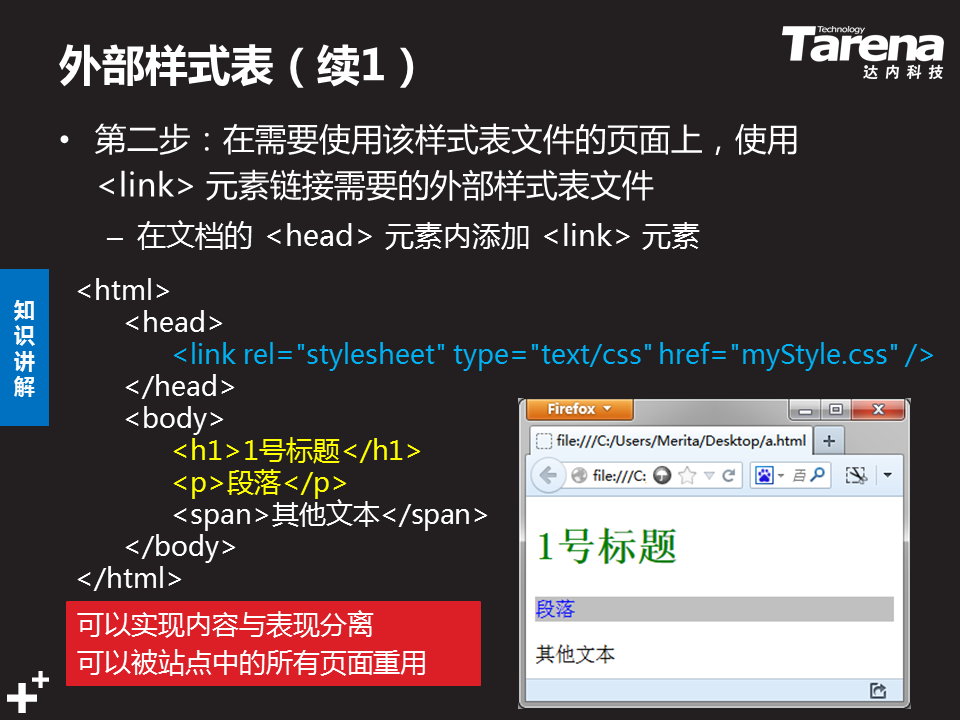 外部样式表（续1）
Technology
Tarena
达内科技
• 第二步：在需要使用该样式表文件的页面上，使用
<link> 元素链接需要的外部样式表文件
– 在文档的 <head> 元素内添加 <link> 元素
知
识
讲
解
<html>
<head>
<link rel="stylesheet" type="text/css" href="myStyle.css" />
</head>
<body>
<h1>1号标题</h1>
<p>段落</p>
<span>其他文本</span>
</body>
</html>
可以实现内容与表现分离
可以被站点中的所有页面重用
Firefox
file:///C:/Users/Merita/Desktop/a.html
file:///C:
百
1号标题
段落
其他文本